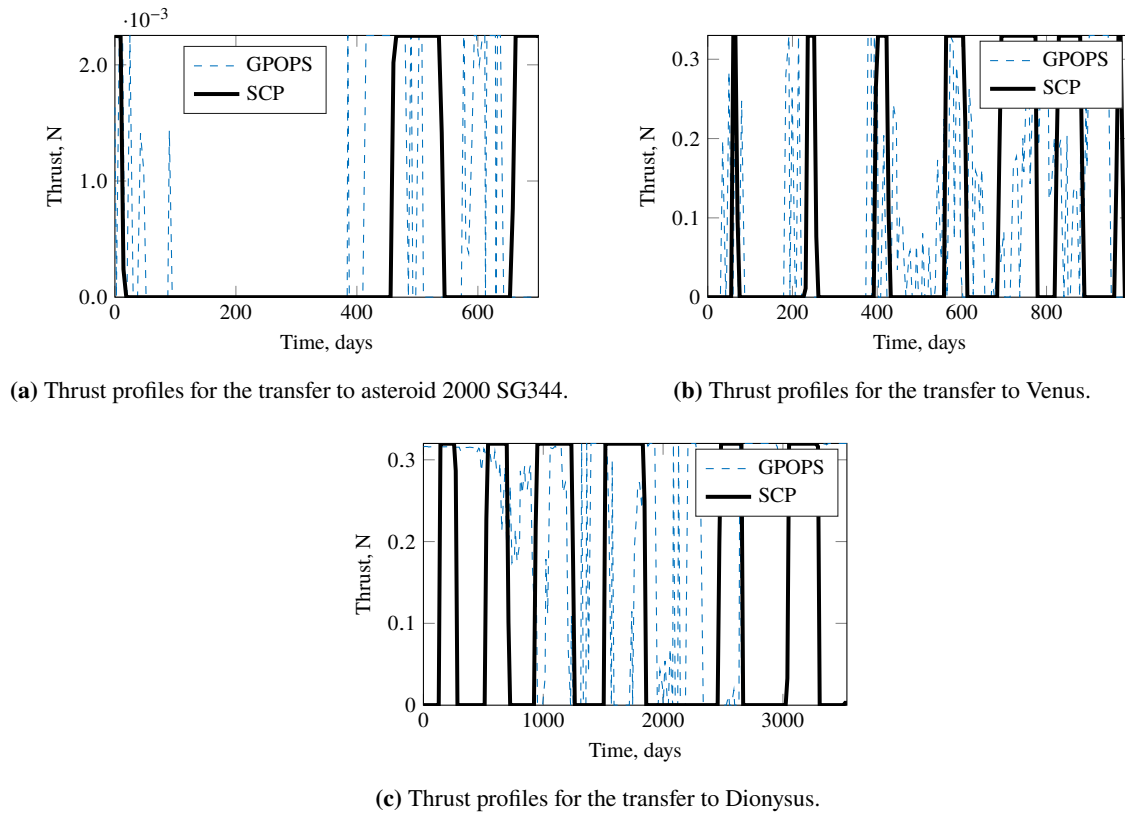 ·10⁻³
2.0
1.0
0.0
Thrust, N
GPOPS
SCP
0 200 400 600
Time, days
(a) Thrust profiles for the transfer to asteroid 2000 SG344.
0.3
0.2
0.1
0
Thrust, N
GPOPS
SCP
0 200 400 600 800
Time, days
(b) Thrust profiles for the transfer to Venus.
0.3
0.2
0.1
0
Thrust, N
GPOPS
SCP
0 1000 2000 3000
Time, days
(c) Thrust profiles for the transfer to Dionysus.